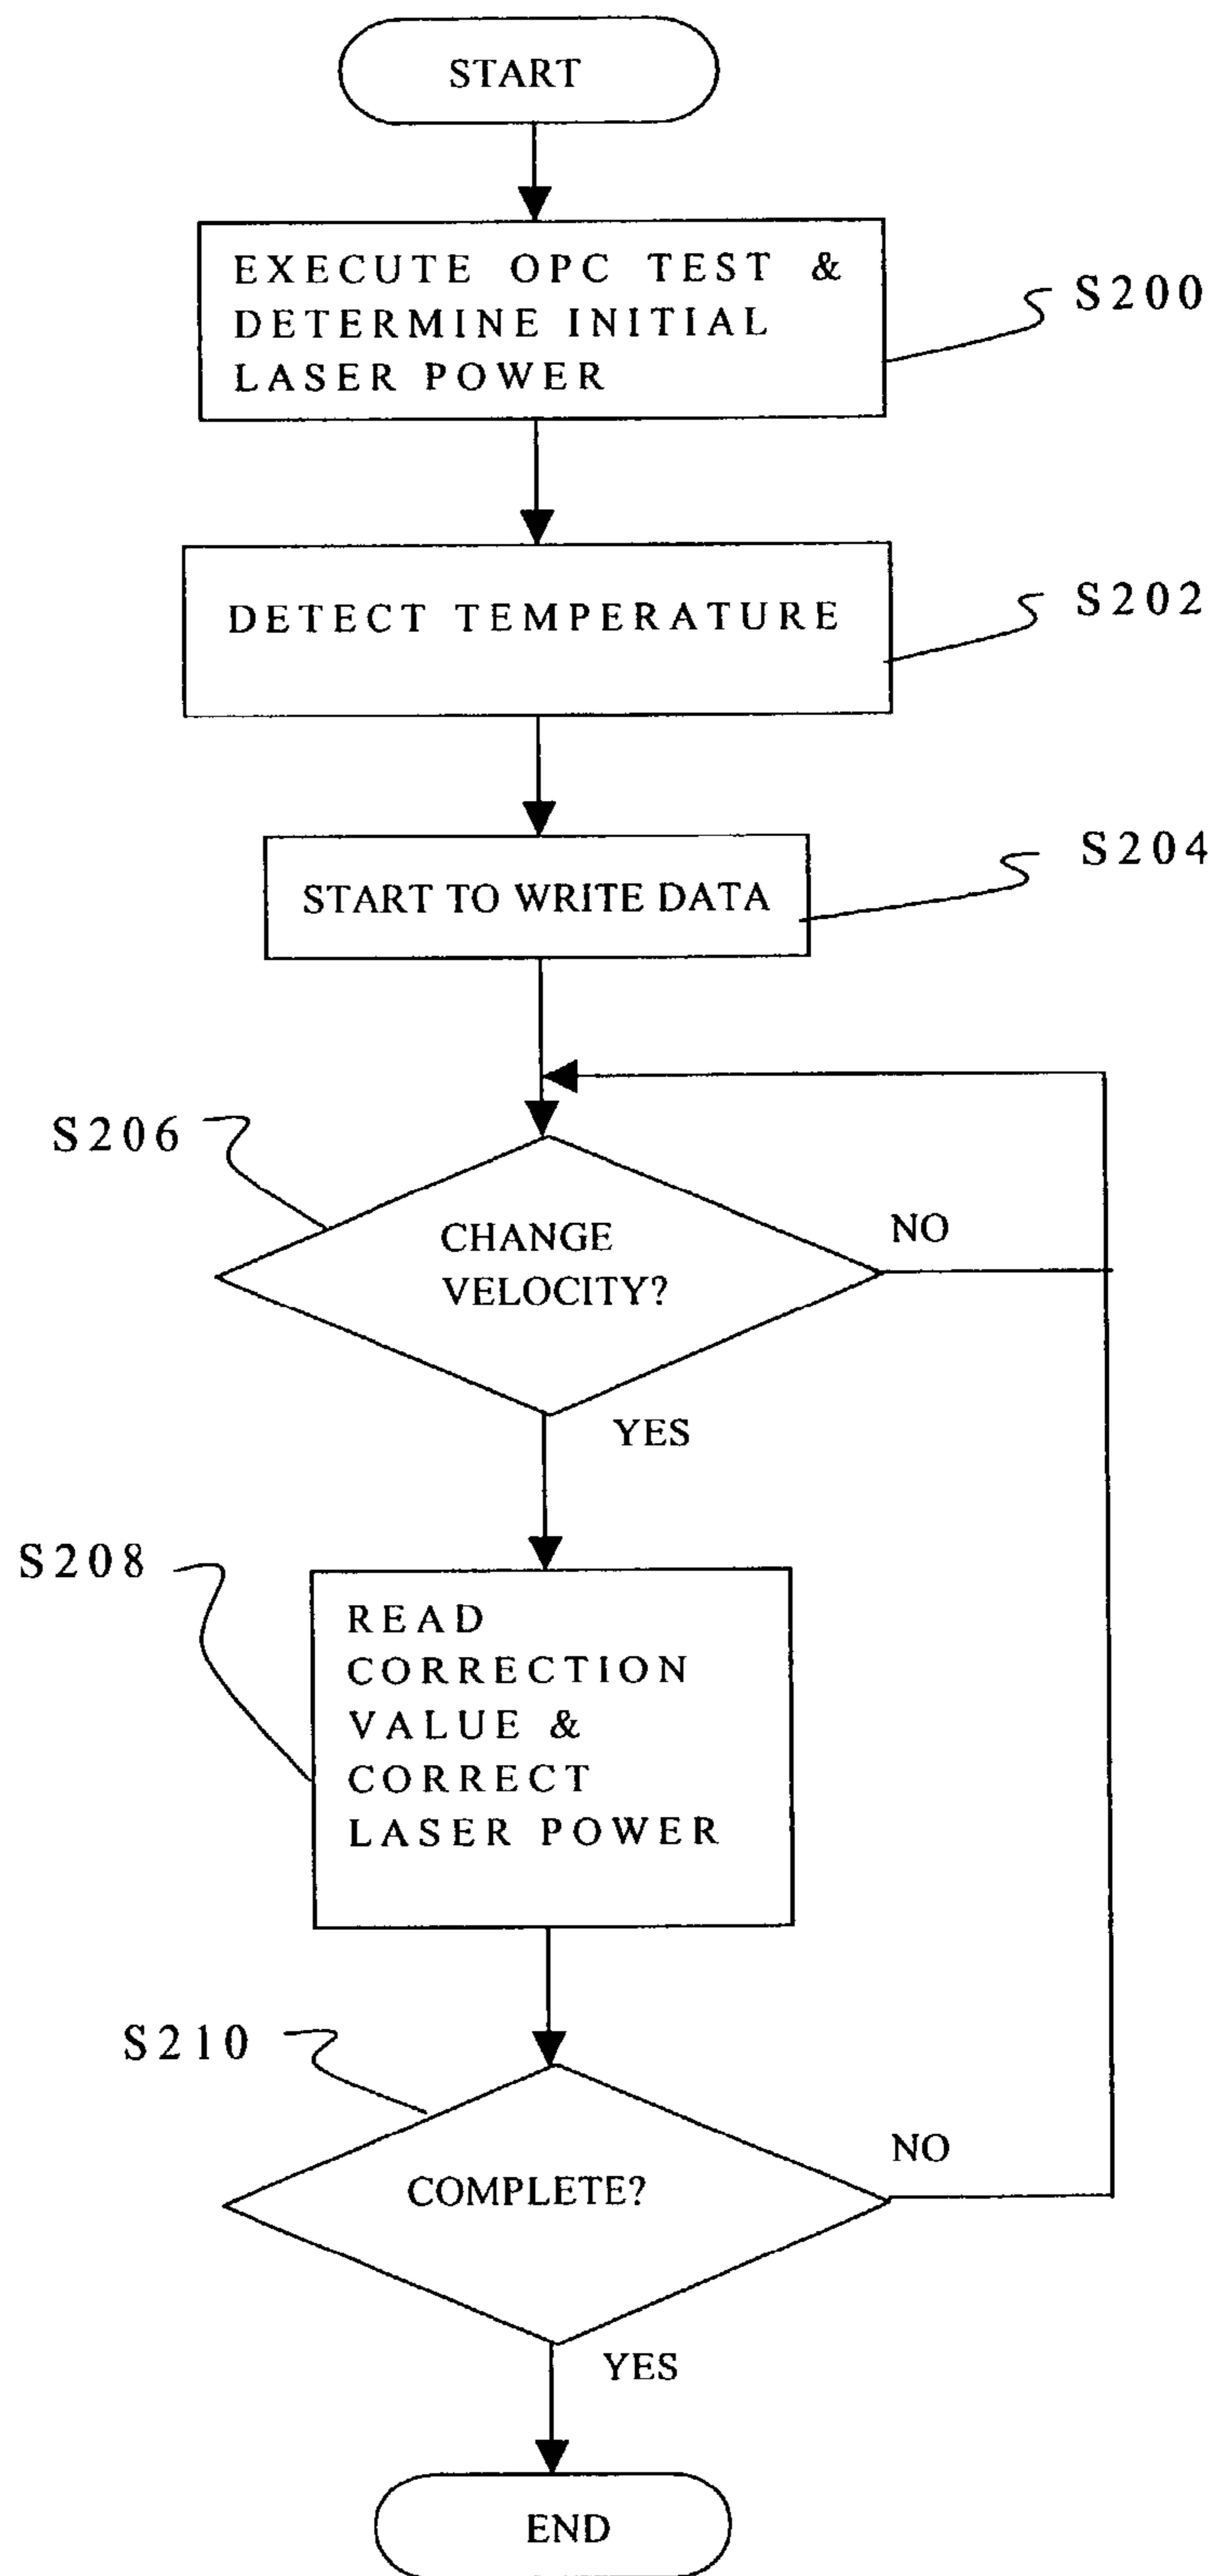 START
EXECUTE OPC TEST &
DETERMINE INITIAL
LASER POWER
S200
DETECT TEMPERATURE
S202
START TO WRITE DATA
S204
S206
CHANGE
VELOCITY?
NO
YES
S208
READ
CORRECTION
VALUE &
CORRECT
LASER POWER
S210
COMPLETE?
NO
YES
END